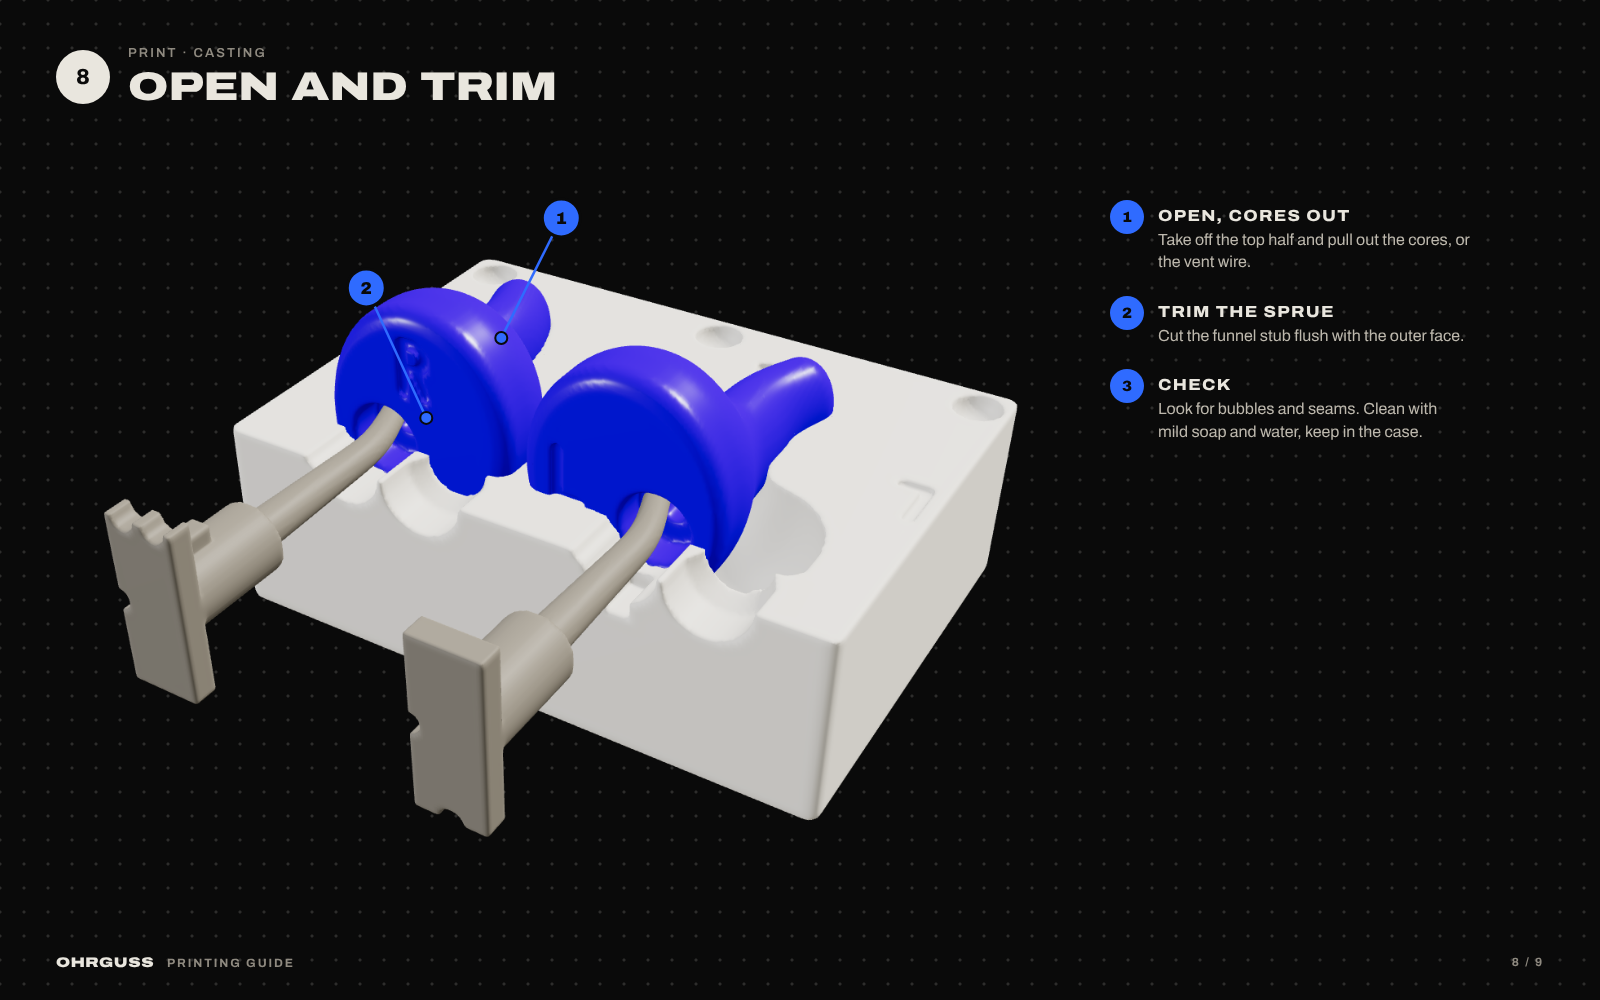 8
PRINT · CASTING
OPEN AND TRIM
1
2
1
OPEN, CORES OUT
Take off the top half and pull out the cores, or
the vent wire.
2
TRIM THE SPRUE
Cut the funnel stub flush with the outer face.
3
CHECK
Look for bubbles and seams. Clean with
mild soap and water, keep in the case.
OHRGUSS PRINTING GUIDE
8 / 9